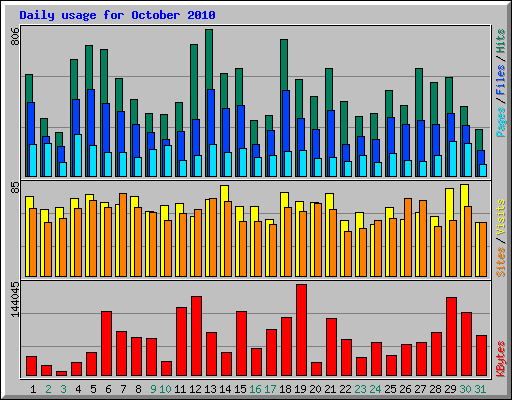 Daily usage for October 2010
806
Pages / Files / Hits
85
Sites / Visits
144045
KBytes
1 2 3 4 5 6 7 8 9 10 11 12 13 14 15 16 17 18 19 20 21 22 23 24 25 26 27 28 29 30 31